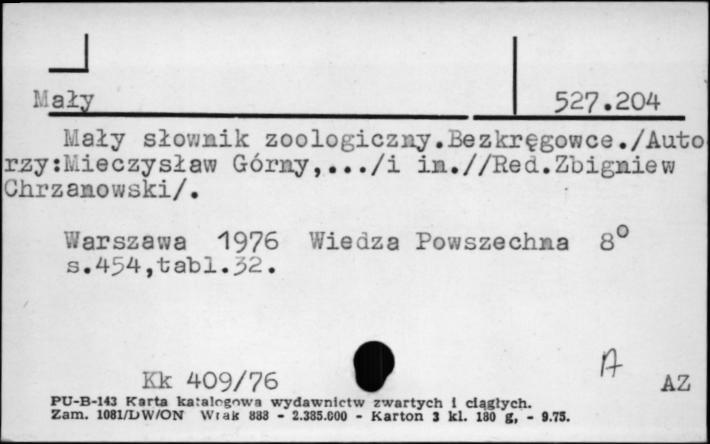 Mały 527.204
Mały słownik zoologiczny.Bezkręgowce./Auto
rzy:Mieczysław Górny,.../i in.//Red.Zbigniew
Chrzanowski/.
Warszawa 1976 Wiedza Powszechna 8°
s.454,tabl.32.
Kk 409/76
A
AZ
PU-B-143 Karta katalogowa wydawnictw zwartych i ciągłych.
Zam. 1081/DW/ON Wrak 888 - 2.385.000 - Karton 3 kl. 180 g, - 9.75.